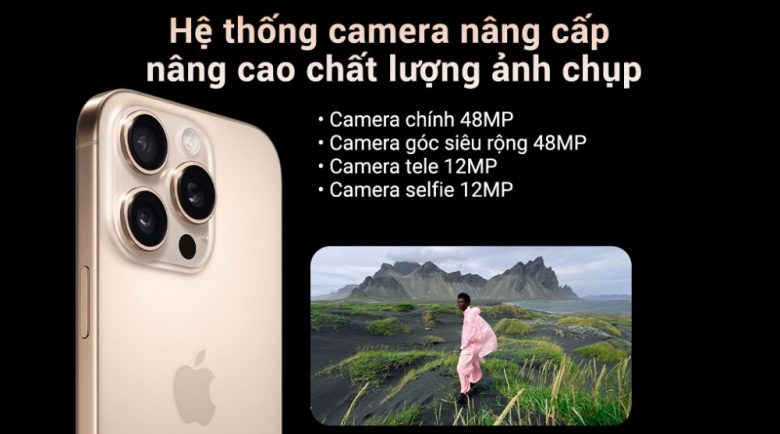 Hệ thống camera nâng cấp
nâng cao chất lượng ảnh chụp
• Camera chính 48MP
• Camera góc siêu rộng 48MP
• Camera tele 12MP
• Camera selfie 12MP